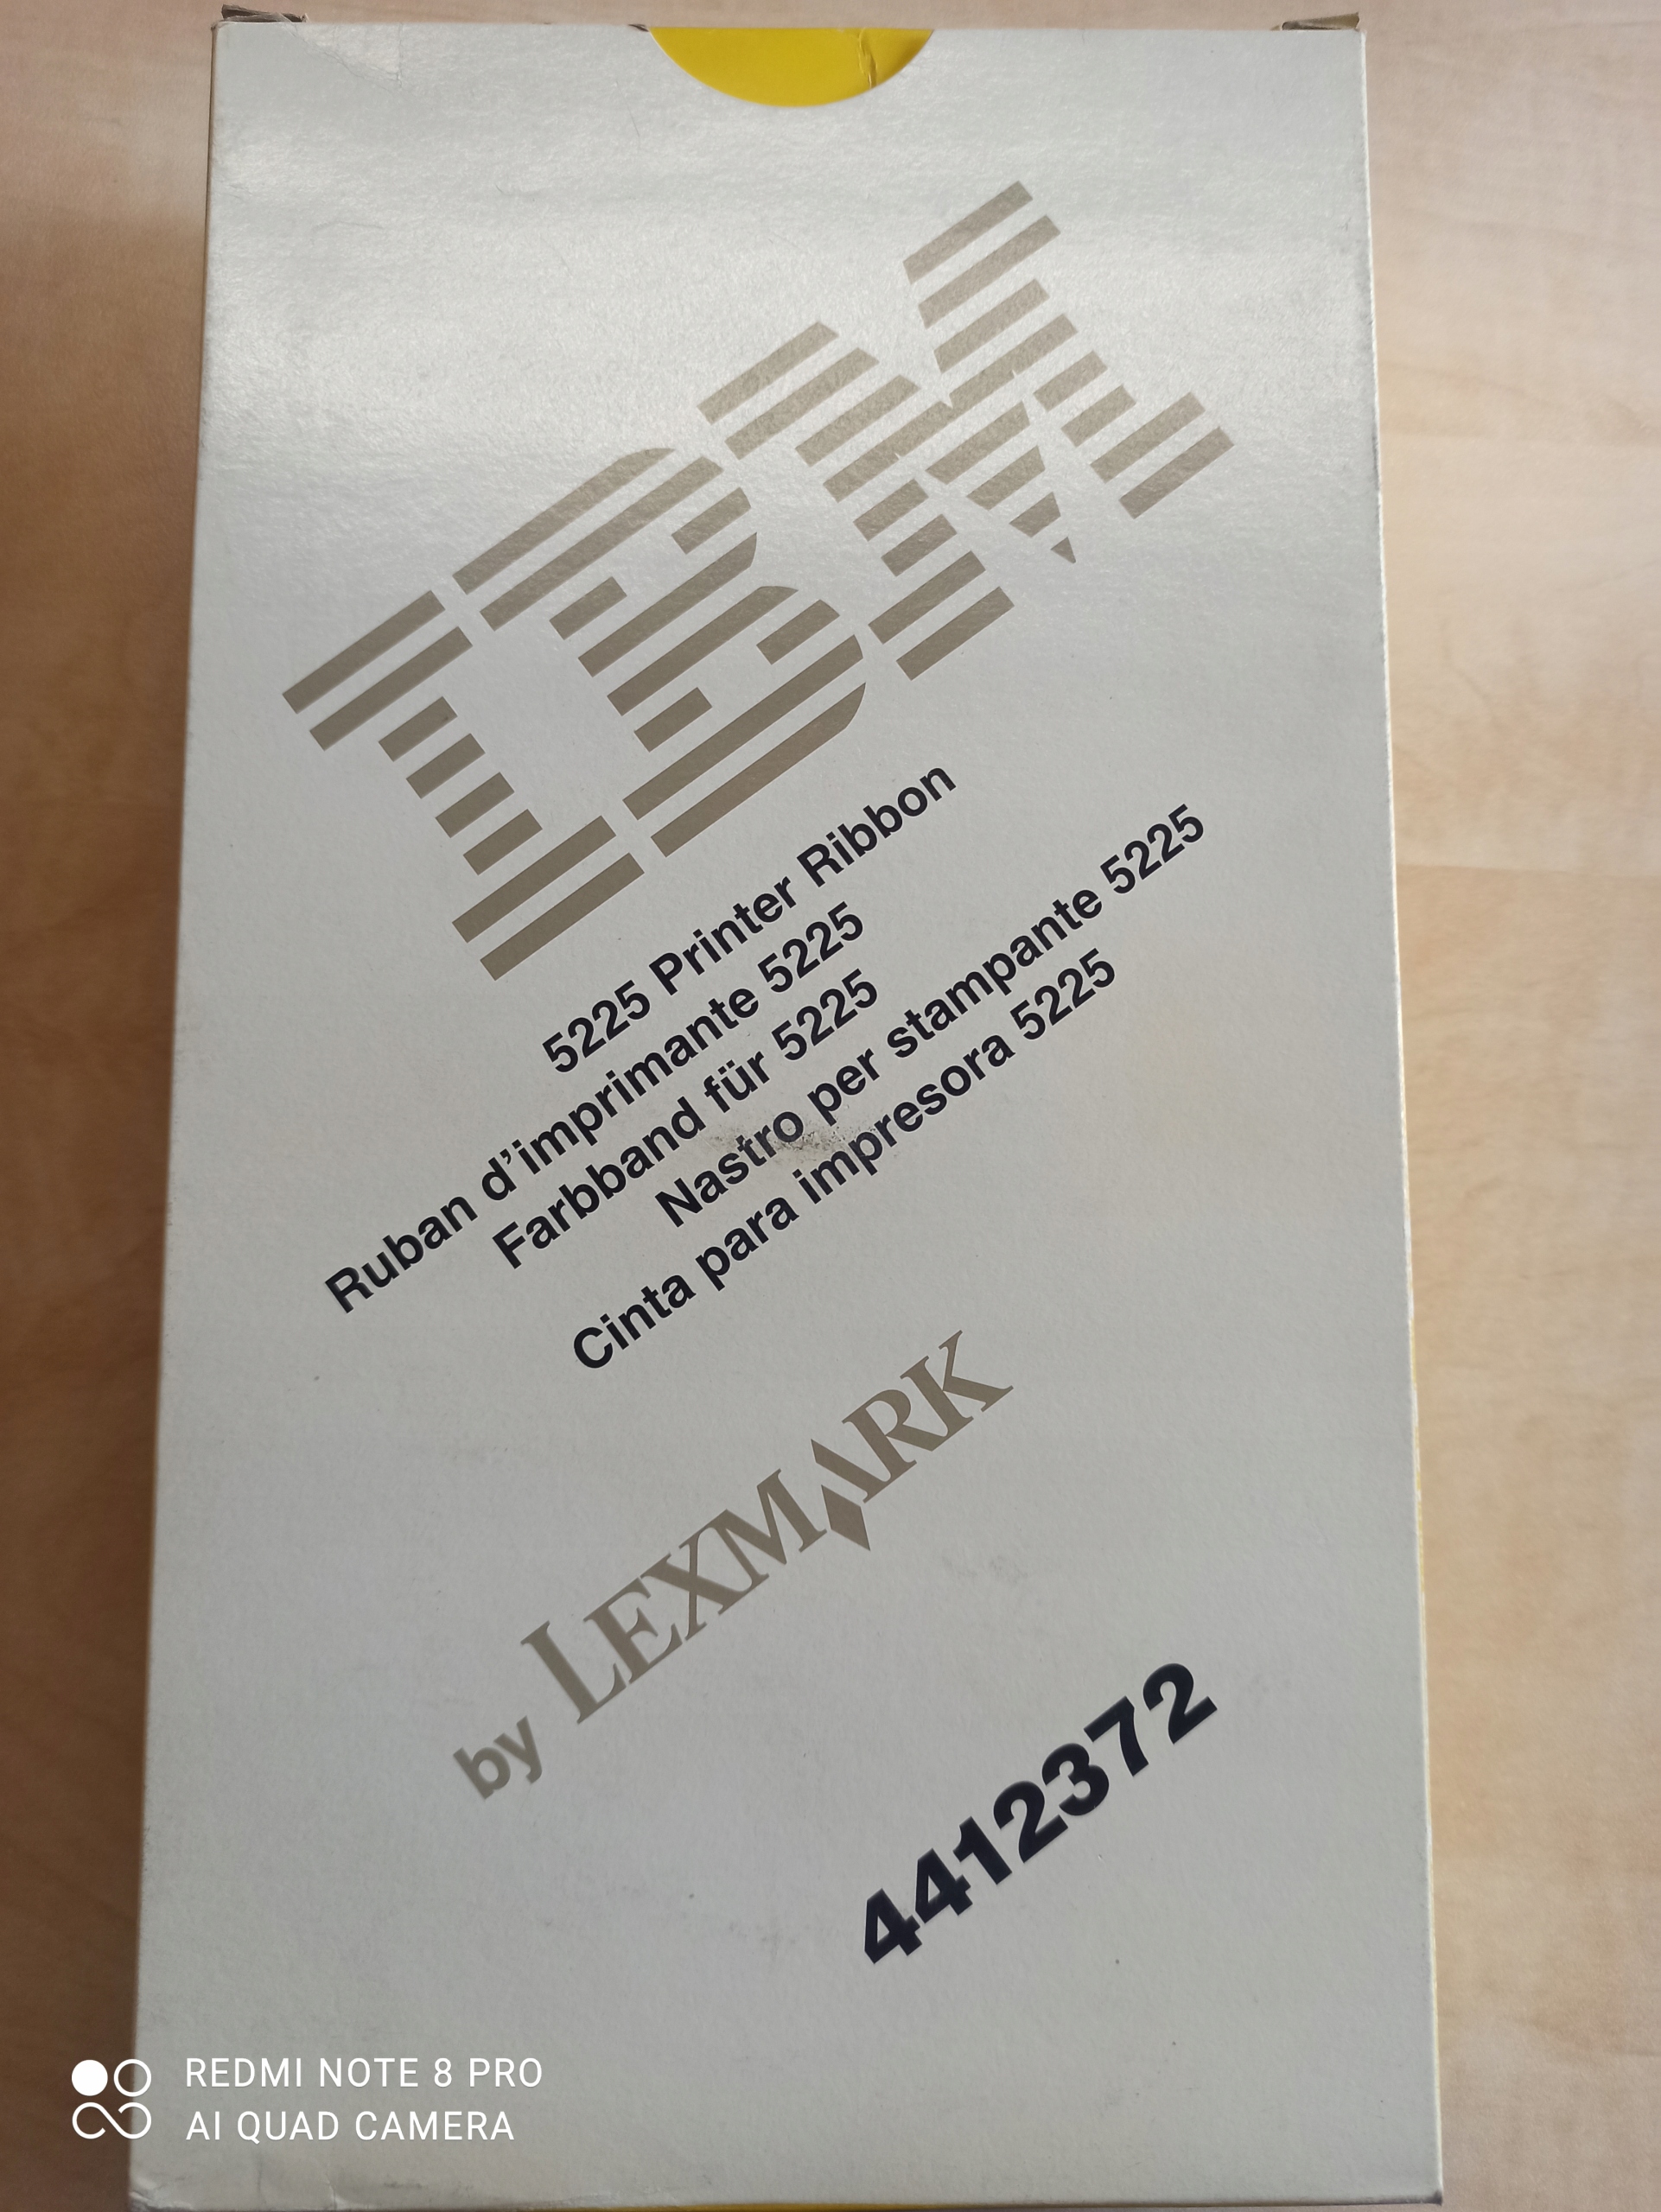 IBM
5225 Printer Ribbon
Ruban d'imprimante 5225
Farbband für 5225
Nastro per stampante 5225
Cinta para impresora 5225
by LEXMARK
4412372
REDMI NOTE 8 PRO
AI QUAD CAMERA